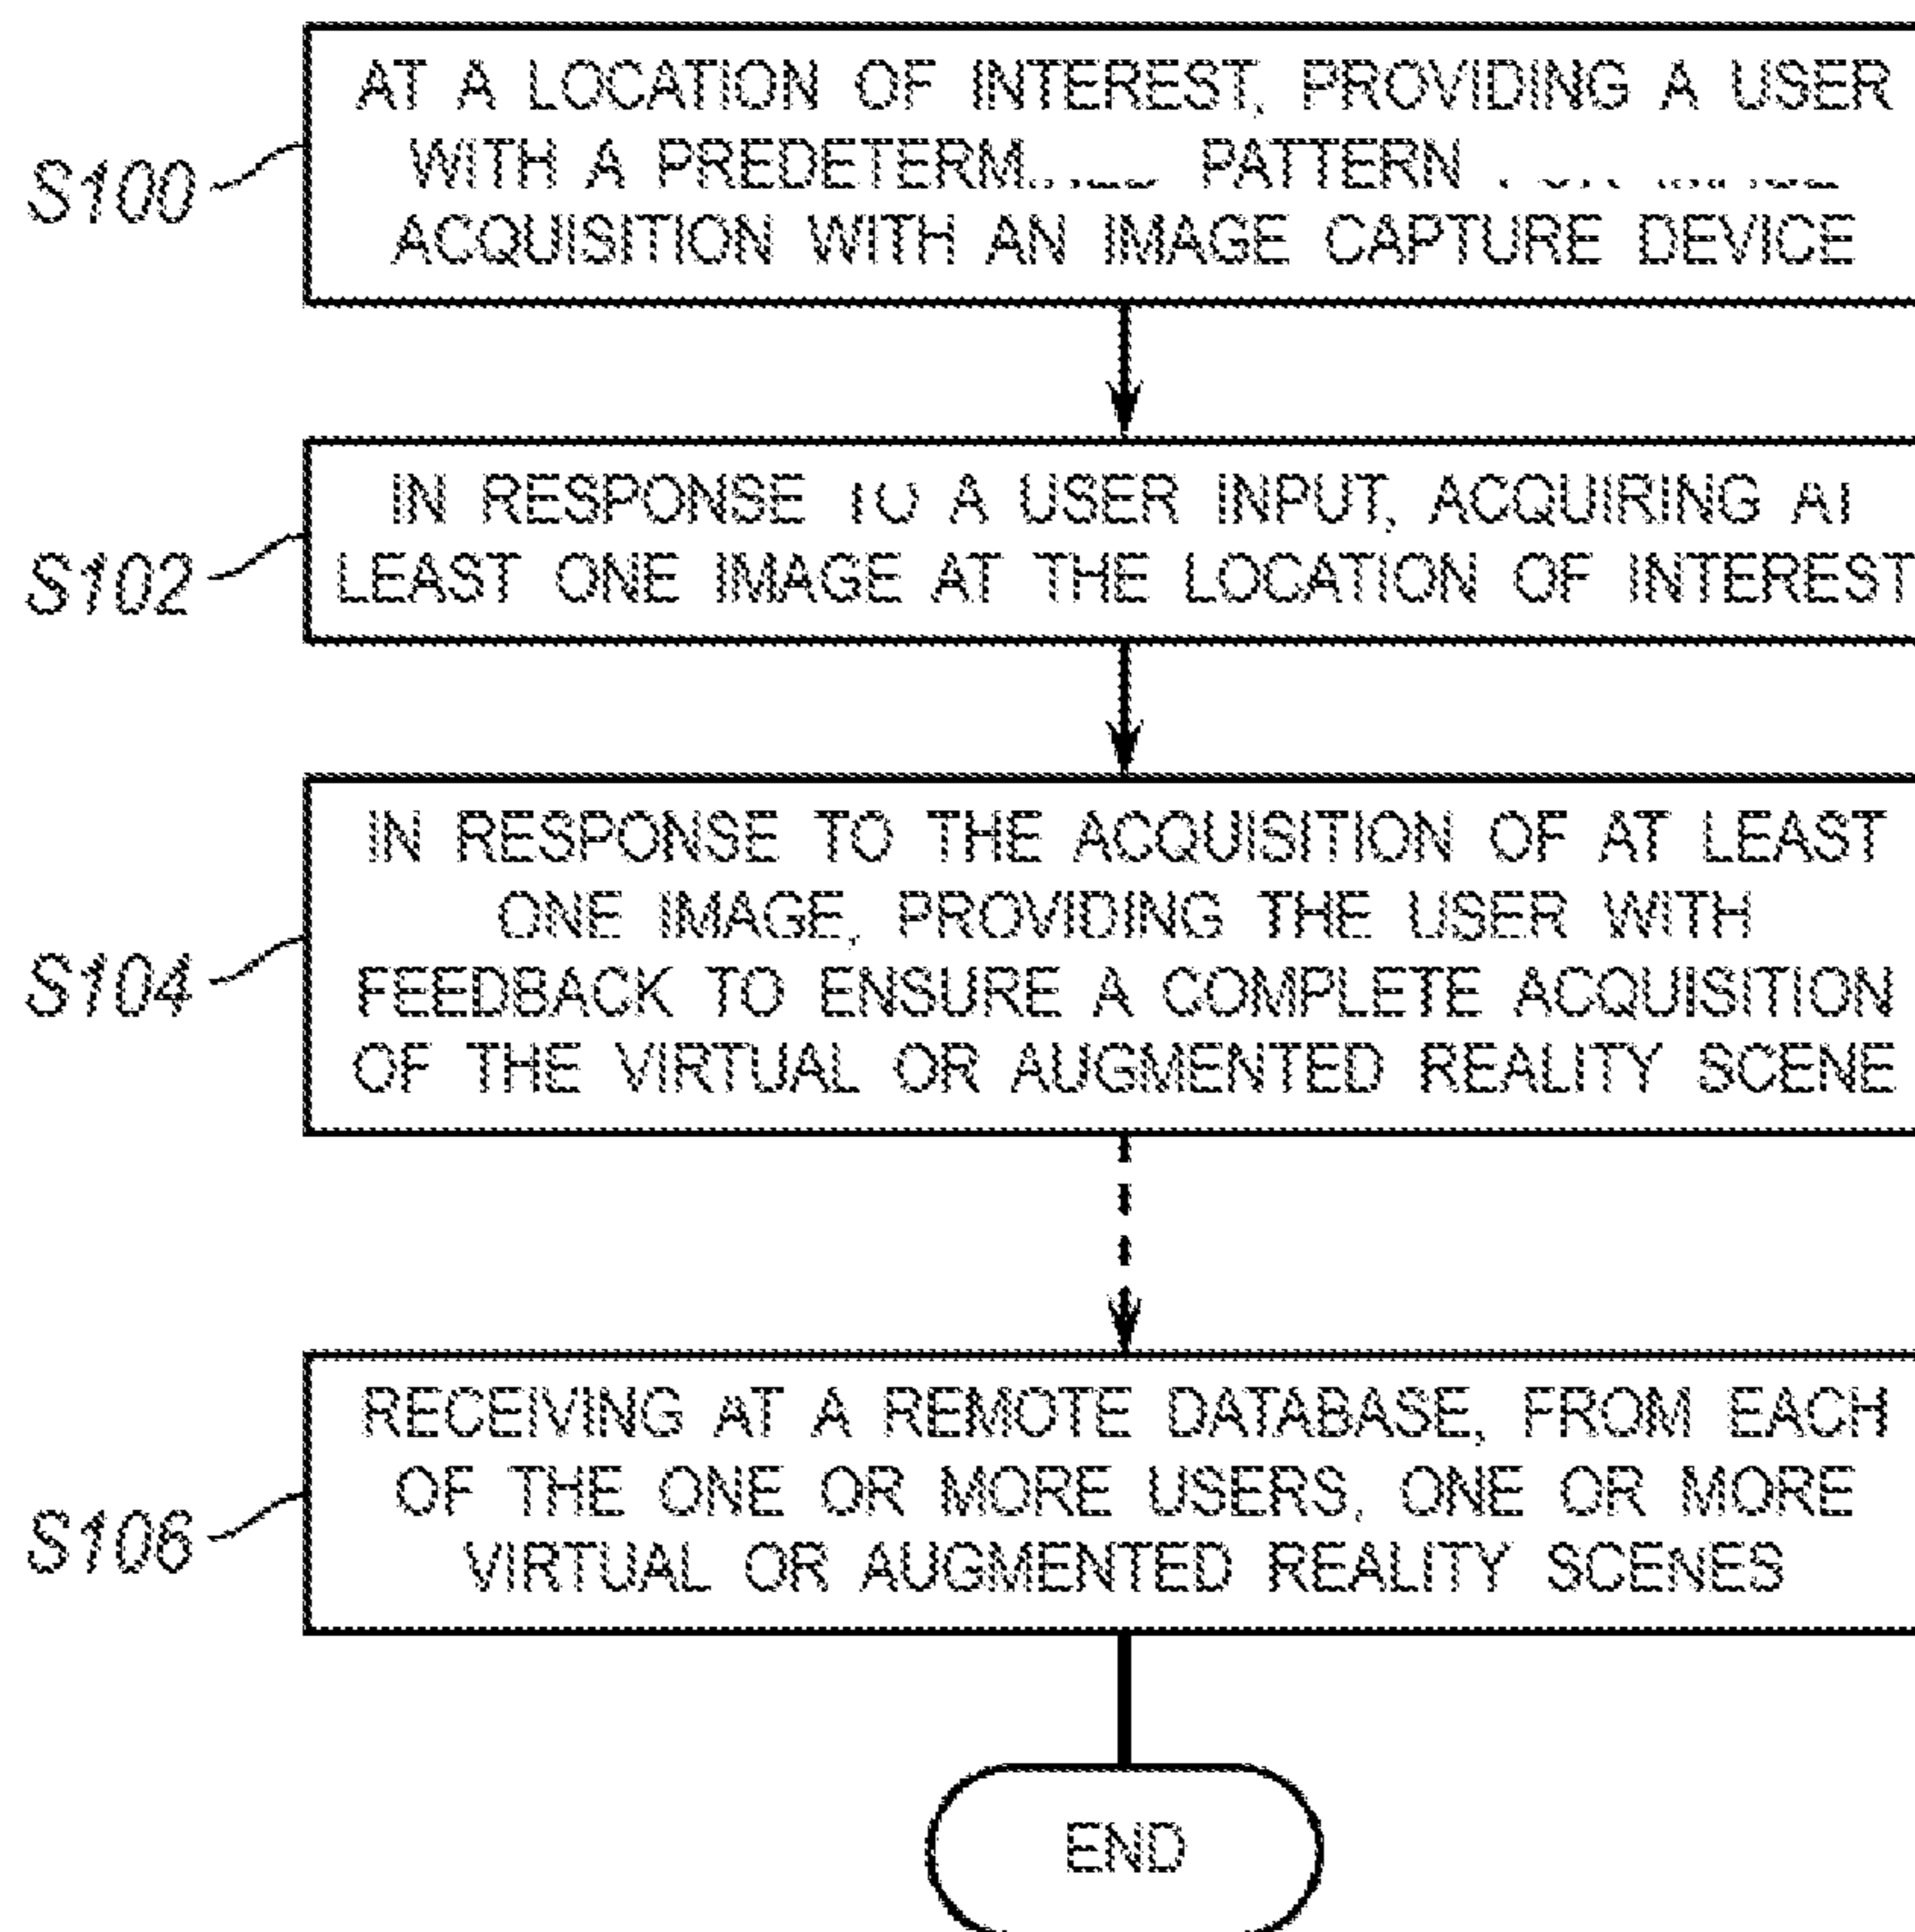 AT A LOCATION OF INTEREST, PROVIDING A USER
S100
WITH A PATTERN
ACQUISITION WITH AN IMAGE CAPTURE DEVICE
IN RESPONSE TO A USER INPUT, ACQUIRING AT
S102
LEAST ONE IMAGE AT THE LOCATION OF INTEREST
IN RESPONSE TO THE ACQUISITION OF AT LEAST
ONE IMAGE, PROVIDING THE USER WITH
S104
FEEDBACK TO ENSURE A COMPLETE ACQUISITION
OF THE VIRTUAL OR AUGMENTED REALITY SCENE
RECEIVING AT A REMOTE DATABASE, FROM EACH
OF THE ONE OR MORE USERS, ONE OR MORE
S106
VIRTUAL OR AUGMENTED REALITY SCENES
END